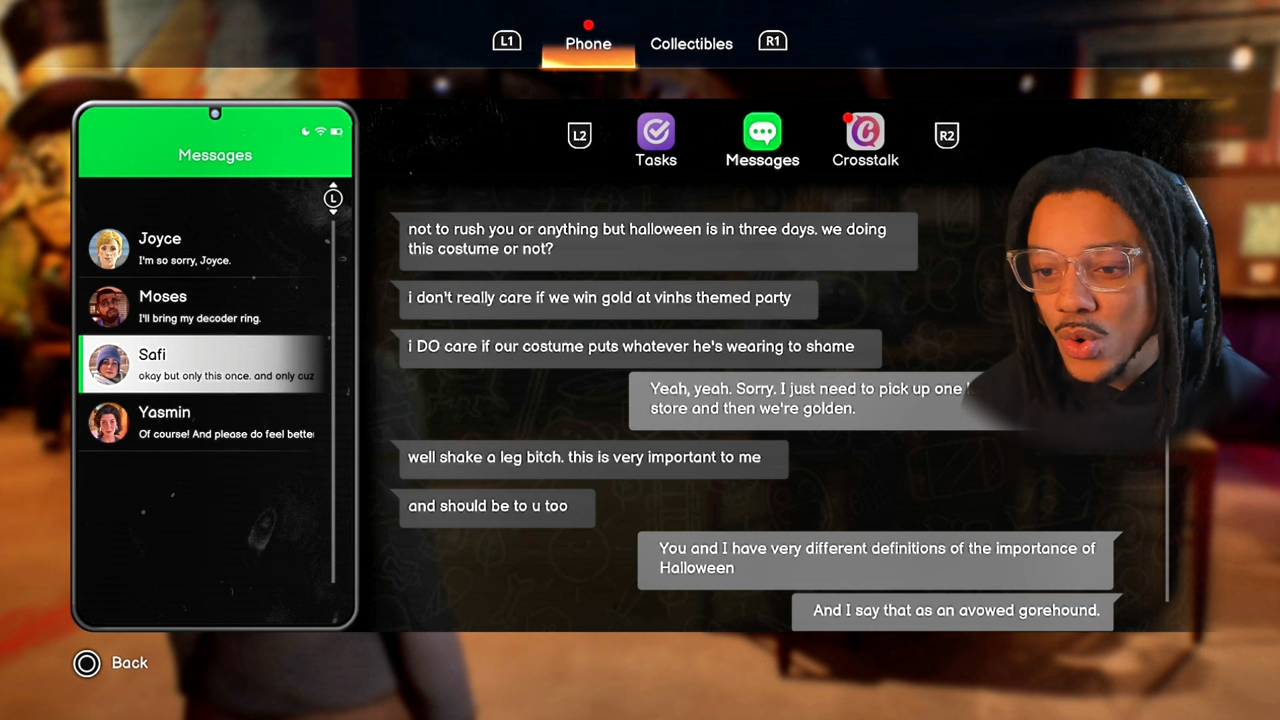 L1
Phone
Collectibles
R1
Messages
L
L2
Tasks
Messages
Crosstalk
R2
Joyce
I'm so sorry, Joyce.
Moses
I'll bring my decoder ring.
Safi
okay but only this once. and only cuz
Yasmin
Of course! And please do feel bette
not to rush you or anything but halloween is in three days. we doing
this costume or not?
i don't really care if we win gold at vinhs themed party
i DO care if our costume puts whatever he's wearing to shame
Yeah, yeah. Sorry. I just need to pick up one
store and then we're golden.
well shake a leg bitch. this is very important to me
and should be to u too
You and I have very different definitions of the importance of
Halloween
And I say that as an avowed gorehound.
Back